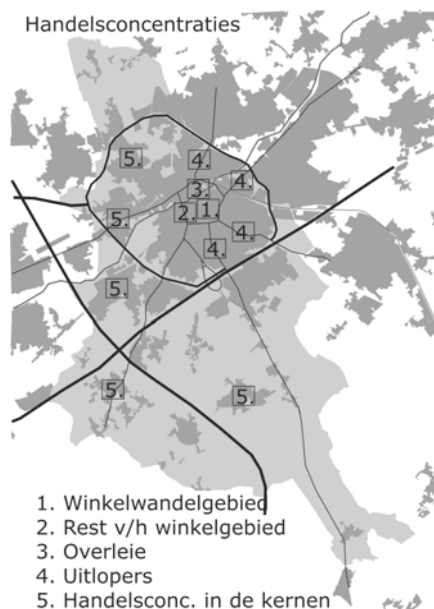 Handelsconcentraties
5.
4.
4.
3.
5.
2.
1.
4.
4.
5.
5.
5.
1. Winkelwandelgebied
2. Rest v/h winkelgebied
3. Overleie
4. Uitlopers
5. Handelsconc. in de kernen